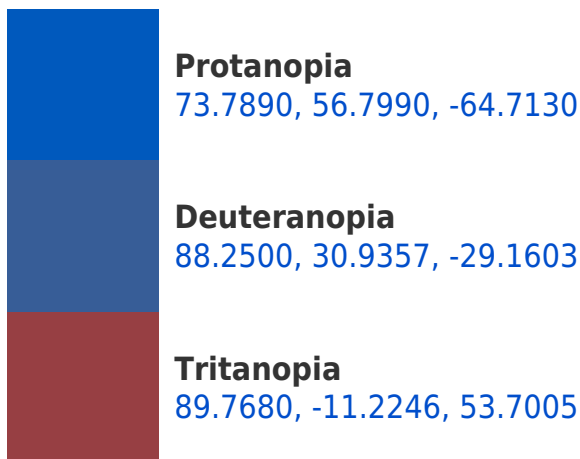 Protanopia
73.7890, 56.7990, -64.7130
Deuteranopia
88.2500, 30.9357, -29.1603
Tritanopia
89.7680, -11.2246, 53.7005